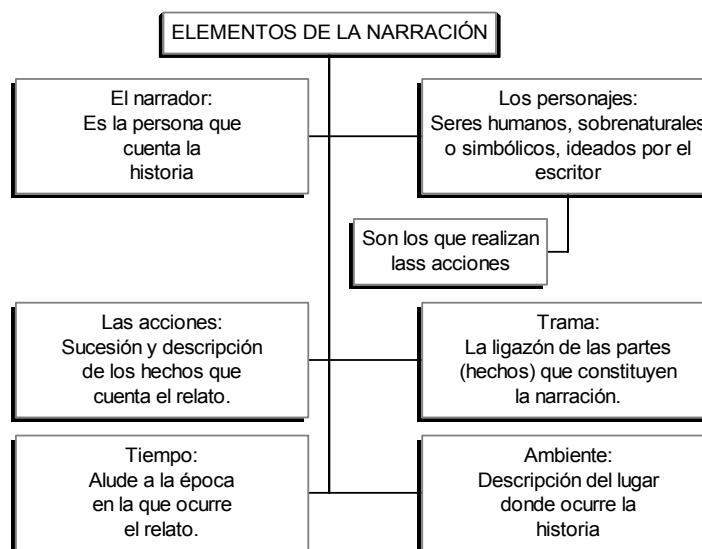 ELEMENTOS DE LA NARRACIÓN
El narrador:
Es la persona que
cuenta la
historia
Los personajes:
Seres humanos, sobrenaturales
o simbólicos, ideados por el
escritor
Son los que realizan
lass acciones
Las acciones:
Sucesión y descripción
de los hechos que
cuenta el relato.
Trama:
La ligazón de las partes
(hechos) que constituyen
la narración.
Tiempo:
Alude a la época
en la que ocurre
el relato.
Ambiente:
Descripción del lugar
donde ocurre la
historia